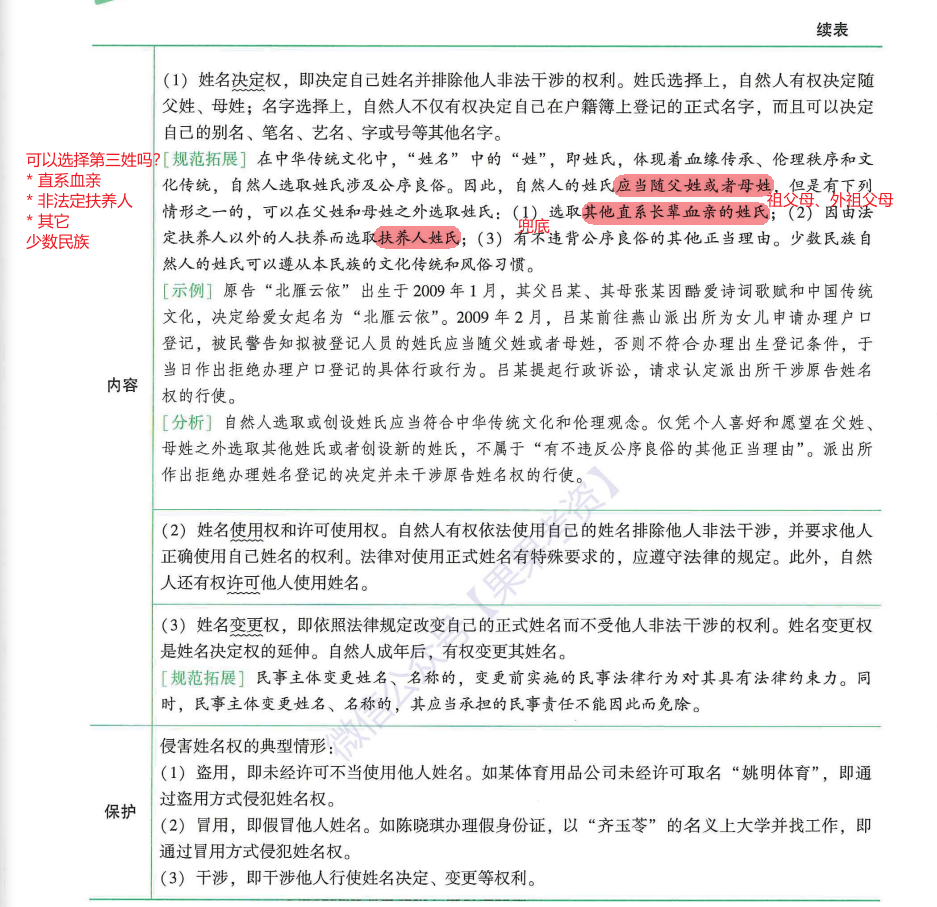 续表
内容
(1) 姓名决定权，即决定自己姓名并排除他人非法干涉的权利。姓氏选择上，自然人有权决定随
父姓、母姓；名字选择上，自然人不仅有权决定自己在户籍簿上登记的正式名字，而且可以决定
自己的别名、笔名、艺名、字或号等其他名字。
可以选择第三姓吗?
* 直系血亲
* 非法定扶养人
* 其它
少数民族
[规范拓展] 在中华传统文化中，“姓名”中的“姓”，即姓氏，体现着血缘传承、伦理秩序和文
化传统，自然人选取姓氏涉及公序良俗。因此，自然人的姓氏应当随父姓或者母姓，但是有下列
祖父母、外祖父母
情形之一的，可以在父姓和母姓之外选取姓氏：(1) 选取其他直系长辈血亲的姓氏；(2) 因由法
兜底
定扶养人以外的人扶养而选取扶养人姓氏；(3) 有不违背公序良俗的其他正当理由。少数民族自
然人的姓氏可以遵从本民族的文化传统和风俗习惯。
[示例] 原告“北雁云依”出生于 2009 年 1 月，其父吕某、其母张某因酷爱诗词歌赋和中国传统
文化，决定给爱女起名为“北雁云依”。2009 年 2 月，吕某前往燕山派出所为女儿申请办理户口
登记，被民警告知拟被登记人员的姓氏应当随父姓或者母姓，否则不符合办理出生登记条件，于
当日作出拒绝办理户口登记的具体行政行为。吕某提起行政诉讼，请求认定派出所干涉原告姓名
权的行使。
[分析] 自然人选取或创设姓氏应当符合中华传统文化和伦理观念。仅凭个人喜好和愿望在父姓、
母姓之外选取其他姓氏或者创设新的姓氏，不属于“有不违反公序良俗的其他正当理由”。派出所
作出拒绝办理姓名登记的决定并未干涉原告姓名权的行使。
(2) 姓名使用权和许可使用权。自然人有权依法使用自己的姓名排除他人非法干涉，并要求他人
正确使用自己姓名的权利。法律对使用正式姓名有特殊要求的，应遵守法律的规定。此外，自然
人还有权许可他人使用姓名。
(3) 姓名变更权，即依照法律规定改变自己的正式姓名而不受他人非法干涉的权利。姓名变更权
是姓名决定权的延伸。自然人成年后，有权变更其姓名。
[规范拓展] 民事主体变更姓名、名称的，变更前实施的民事法律行为对其具有法律约束力。同
时，民事主体变更姓名、名称的，其应当承担的民事责任不能因此而免除。
微信公众号【果果考资】
保护
侵害姓名权的典型情形：
(1) 盗用，即未经许可不当使用他人姓名。如某体育用品公司未经许可取名“姚明体育”，即通
过盗用方式侵犯姓名权。
(2) 冒用，即假冒他人姓名。如陈晓琪办理假身份证，以“齐玉苓”的名义上大学并找工作，即
通过冒用方式侵犯姓名权。
(3) 干涉，即干涉他人行使姓名决定、变更等权利。